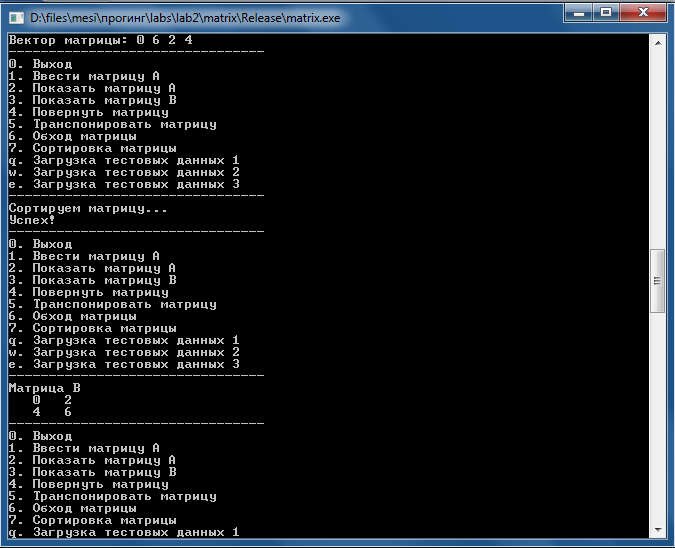 D:\files\mesi\прогинг\labs\lab2\matrix\Release\matrix.exe
Вектор матрицы: 0 6 2 4
--------------------------------
0. Выход
1. Ввести матрицу A
2. Показать матрицу A
3. Показать матрицу B
4. Повернуть матрицу
5. Транспонировать матрицу
6. Обход матрицы
7. Сортировка матрицы
q. Загрузка тестовых данных 1
w. Загрузка тестовых данных 2
e. Загрузка тестовых данных 3
--------------------------------
Сортируем матрицу...
Успех!
--------------------------------
0. Выход
1. Ввести матрицу A
2. Показать матрицу A
3. Показать матрицу B
4. Повернуть матрицу
5. Транспонировать матрицу
6. Обход матрицы
7. Сортировка матрицы
q. Загрузка тестовых данных 1
w. Загрузка тестовых данных 2
e. Загрузка тестовых данных 3
--------------------------------
Матрица B
   0   2
   4   6
--------------------------------
0. Выход
1. Ввести матрицу A
2. Показать матрицу A
3. Показать матрицу B
4. Повернуть матрицу
5. Транспонировать матрицу
6. Обход матрицы
7. Сортировка матрицы
q. Загрузка тестовых данных 1